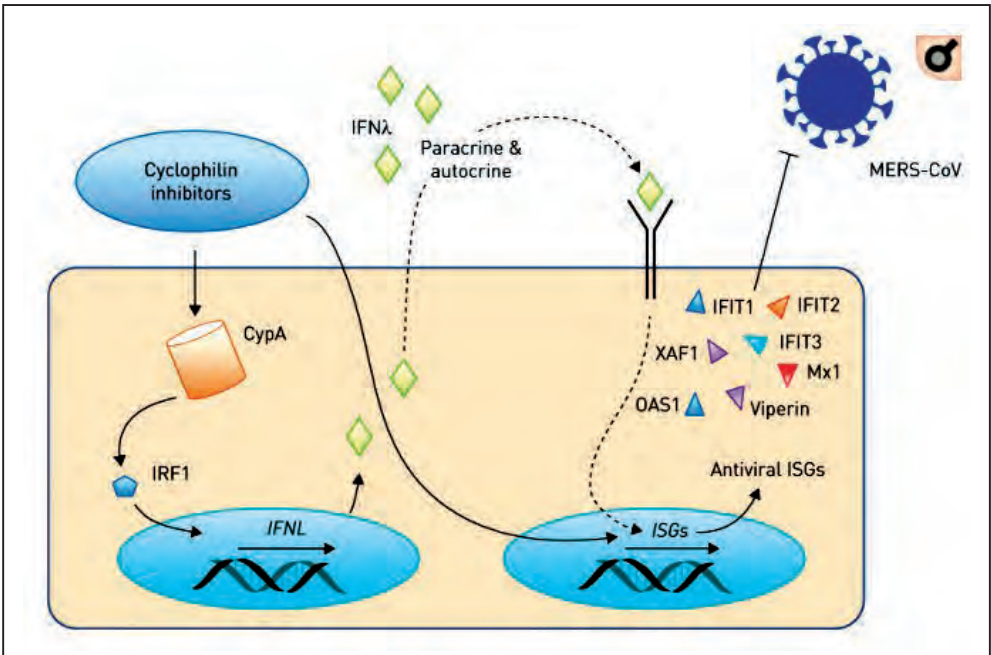 IFNλ
Paracrine &
autocrine
Cyclophilin
inhibitors
MERS-CoV
CypA
IFIT1
IFIT2
XAF1
IFIT3
Mx1
OAS1
Viperin
IRF1
Antiviral ISGs
IFNL
ISGs